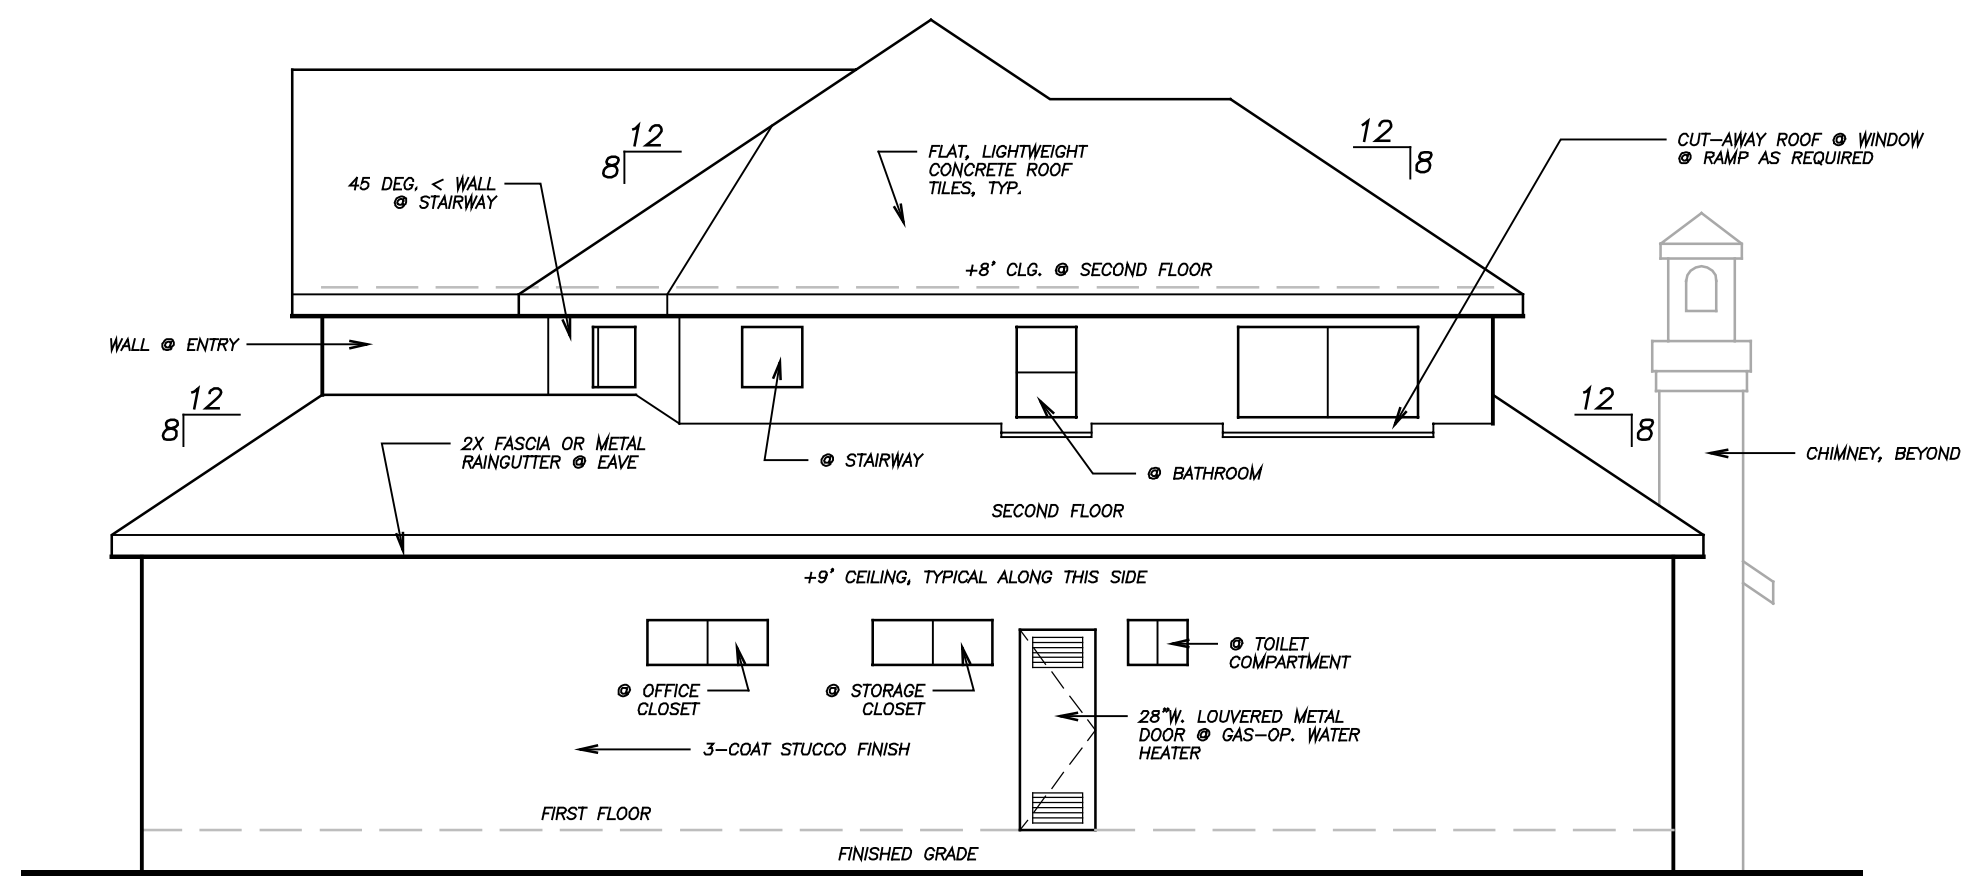 12
8
12
8
FLAT, LIGHTWEIGHT
CONCRETE ROOF
TILES, TYP.
CUT-AWAY ROOF @ WINDOW
@ RAMP AS REQUIRED
45 DEG. < WALL
@ STAIRWAY
+8' CLG. @ SECOND FLOOR
WALL @ ENTRY
12
8
12
8
2X FASCIA OR METAL
RAINGUTTER @ EAVE
@ STAIRWAY
@ BATHROOM
CHIMNEY, BEYOND
SECOND FLOOR
+9' CEILING, TYPICAL ALONG THIS SIDE
@ TOILET
COMPARTMENT
@ OFFICE
CLOSET
@ STORAGE
CLOSET
28"W. LOUVERED METAL
DOOR @ GAS-OP. WATER
HEATER
3-COAT STUCCO FINISH
FIRST FLOOR
FINISHED GRADE